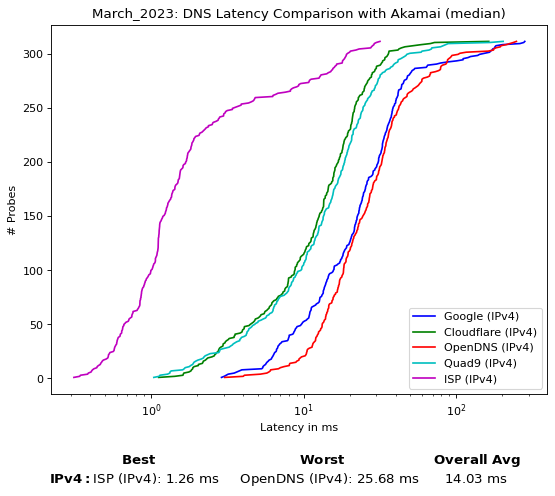 March_2023: DNS Latency Comparison with Akamai (median)
# Probes
300
250
200
150
100
50
0
Google (IPv4)
Cloudflare (IPv4)
OpenDNS (IPv4)
Quad9 (IPv4)
ISP (IPv4)
10⁰ 10¹ 10²
Latency in ms
Best Worst Overall Avg
IPv4: ISP (IPv4): 1.26 ms OpenDNS (IPv4): 25.68 ms 14.03 ms